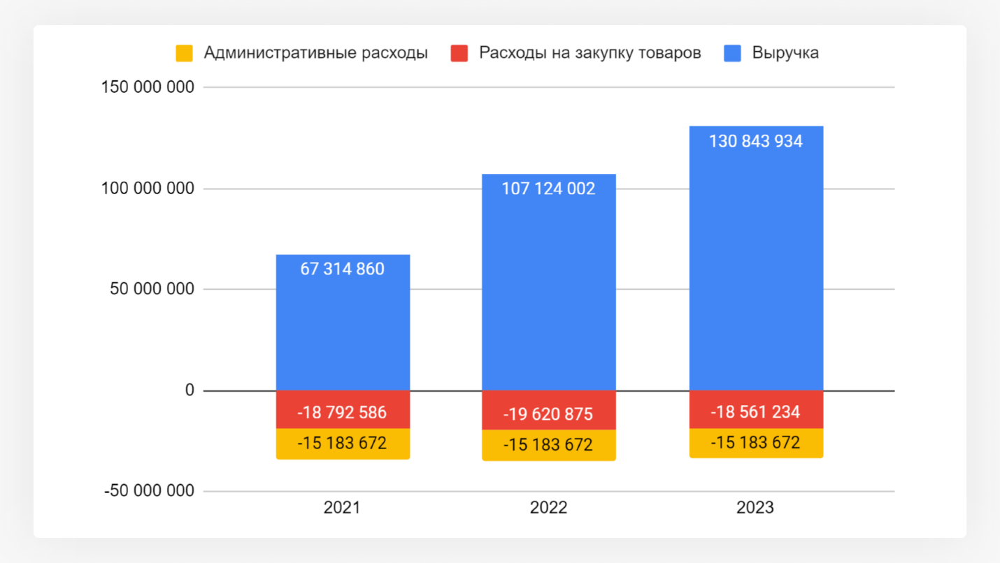 Административные расходы Расходы на закупку товаров Выручка
150 000 000
130 843 934
100 000 000
107 124 002
67 314 860
50 000 000
0
-18 792 586 -19 620 875 -18 561 234
-15 183 672 -15 183 672 -15 183 672
-50 000 000
2021 2022 2023